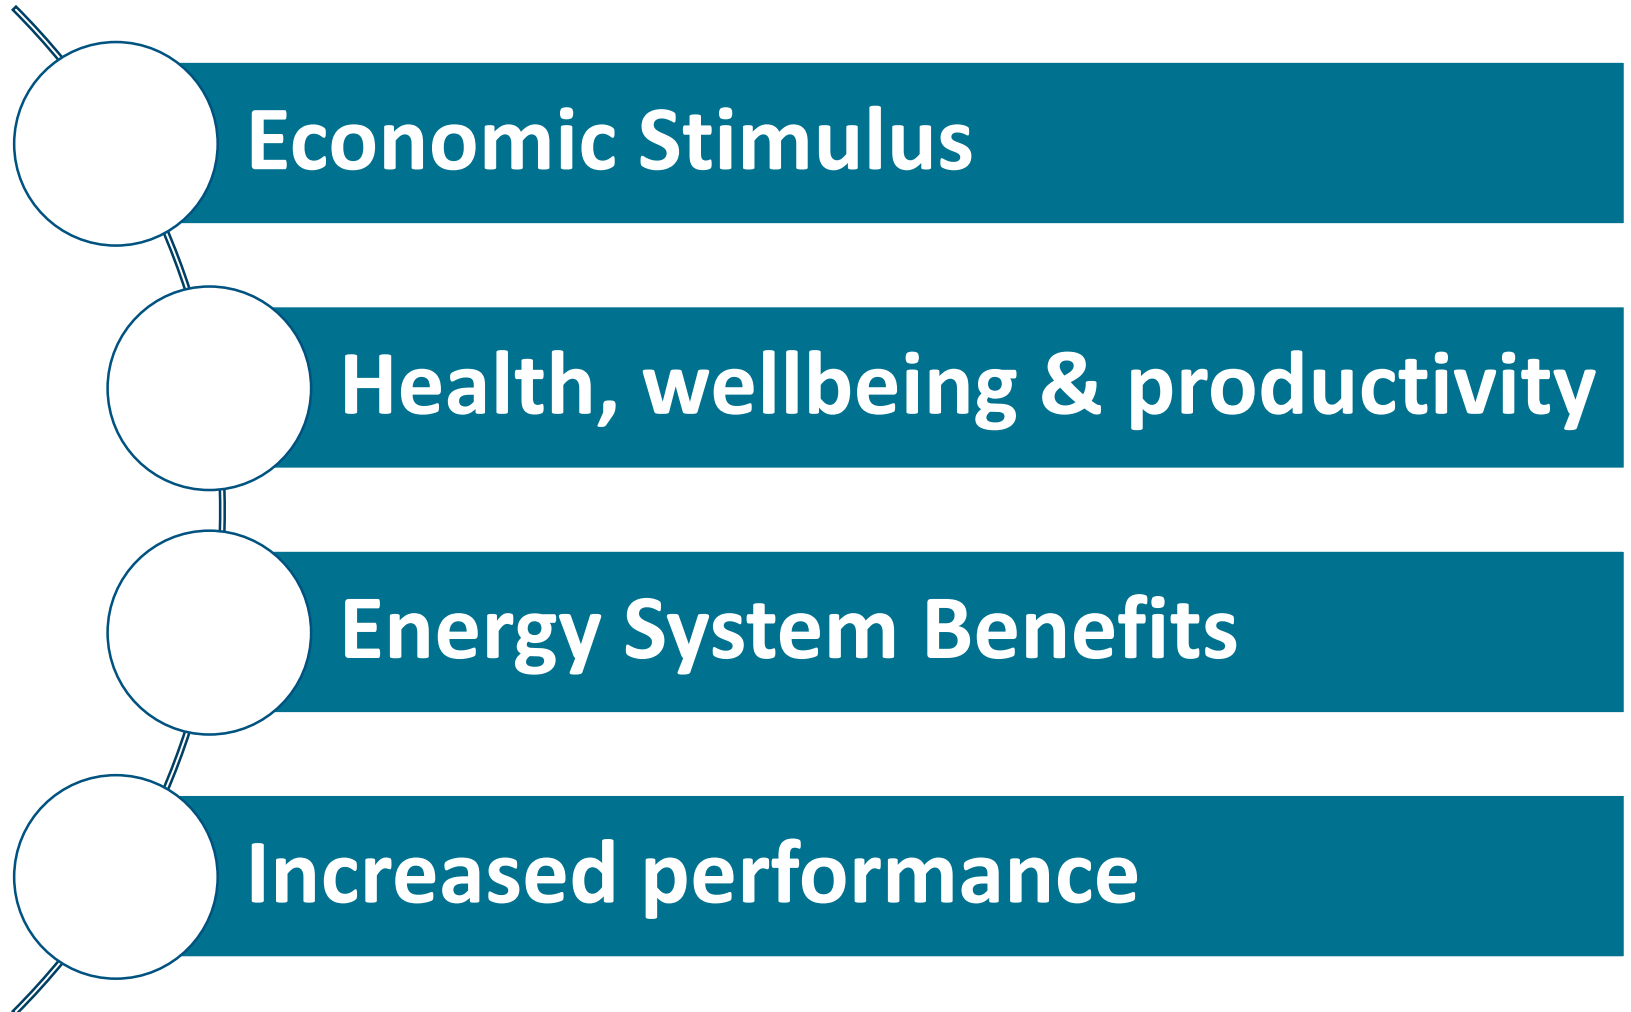 Economic Stimulus
Health, wellbeing & productivity
Energy System Benefits
Increased performance